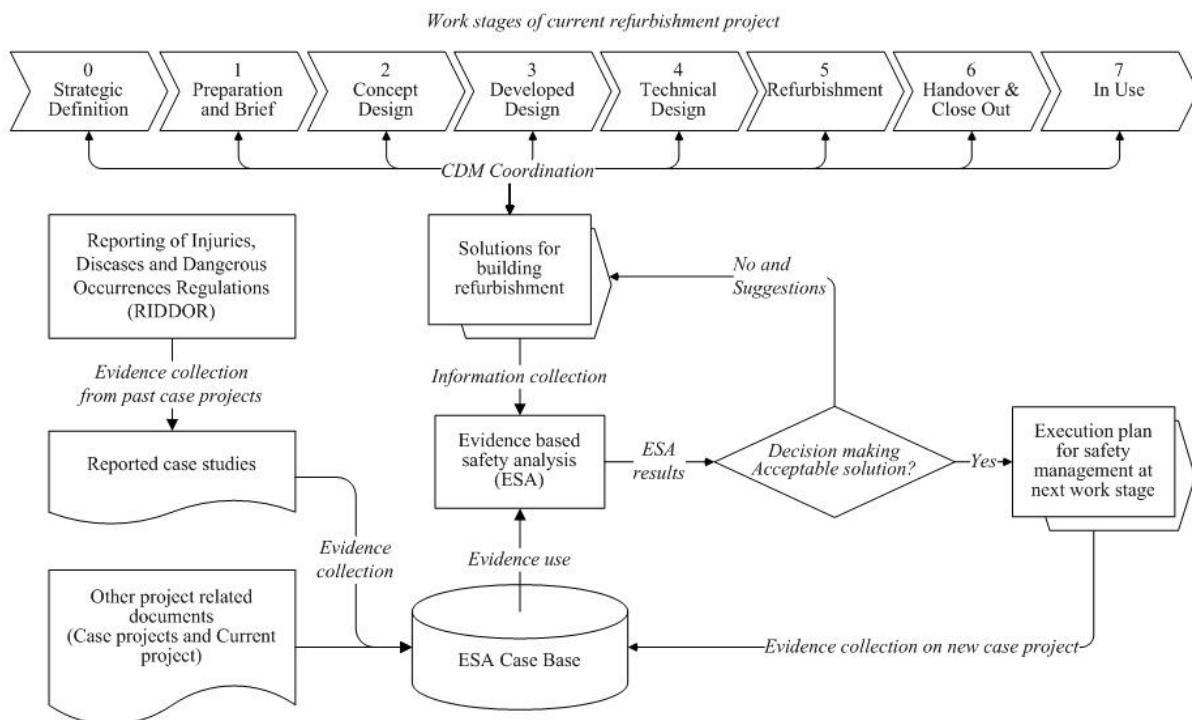 Work stages of current refurbishment project
0
Strategic
Definition
1
Preparation
and Brief
2
Concept
Design
3
Developed
Design
4
Technical
Design
5
Refurbishment
6
Handover &
Close Out
7
In Use
CDM Coordination
Reporting of Injuries,
Diseases and Dangerous
Occurrences Regulations
(RIDDOR)
Solutions for
building
refurbishment
No and
Suggestions
Evidence collection
from past case projects
Information collection
Reported case studies
Evidence based
safety analysis
(ESA)
ESA
results
Decision making
Acceptable solution?
Yes
Execution plan
for safety
management at
next work stage
Evidence
collection
Evidence use
Other project related
documents
(Case projects and Current
project)
ESA Case Base
Evidence collection on new case project